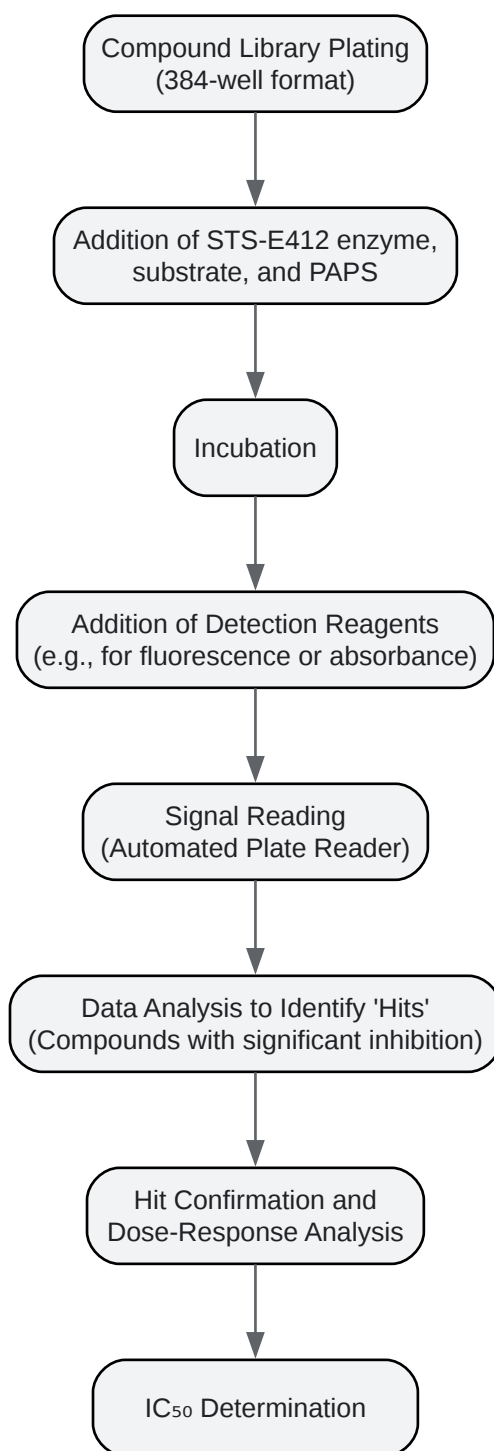 Compound Library Plating
(384-well format)
Addition of STS-E412 enzyme,
substrate, and PAPS
Incubation
Addition of Detection Reagents
(e.g., for fluorescence or absorbance)
Signal Reading
(Automated Plate Reader)
Data Analysis to Identify 'Hits'
(Compounds with significant inhibition)
Hit Confirmation and
Dose-Response Analysis
IC₅₀ Determination